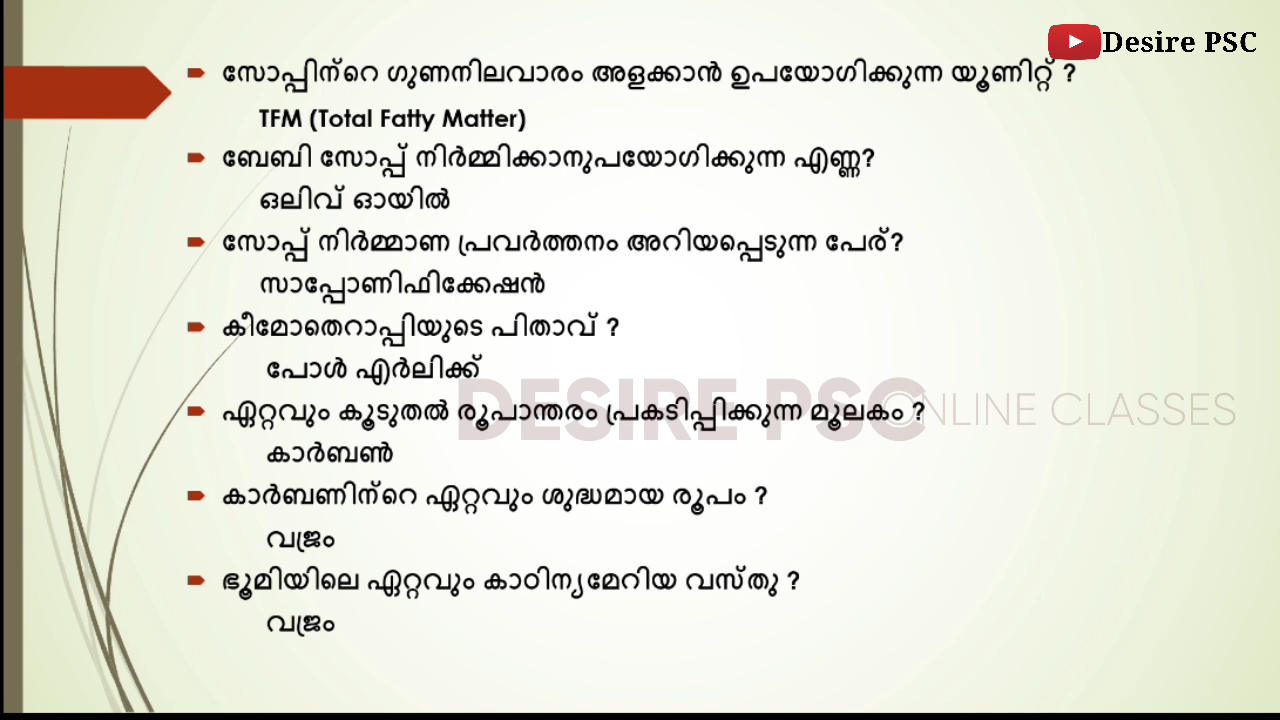 Desire PSC
സോപ്പിന്റെ ഗുണനിലവാരം അളക്കാൻ ഉപയോഗിക്കുന്ന യൂണിറ്റ് ?
TFM (Total Fatty Matter)
ബേബി സോപ്പ് നിർമ്മിക്കാനുപയോഗിക്കുന്ന എണ്ണ?
ഒലിവ് ഓയിൽ
സോപ്പ് നിർമ്മാണ പ്രവർത്തനം അറിയപ്പെടുന്ന പേര്?
സാപ്പോണിഫിക്കേഷൻ
കീമോതെറാപ്പിയുടെ പിതാവ് ?
പോൾ എർലിക്ക്
ഏറ്റവും കൂടുതൽ രൂപാന്തരം പ്രകടിപ്പിക്കുന്ന മൂലകം ?
DESIRE PSC ONLINE CLASSES
കാർബൺ
കാർബണിന്റെ ഏറ്റവും ശുദ്ധമായ രൂപം ?
വജ്രം
ഭൂമിയിലെ ഏറ്റവും കാഠിന്യമേറിയ വസ്തു ?
വജ്രം